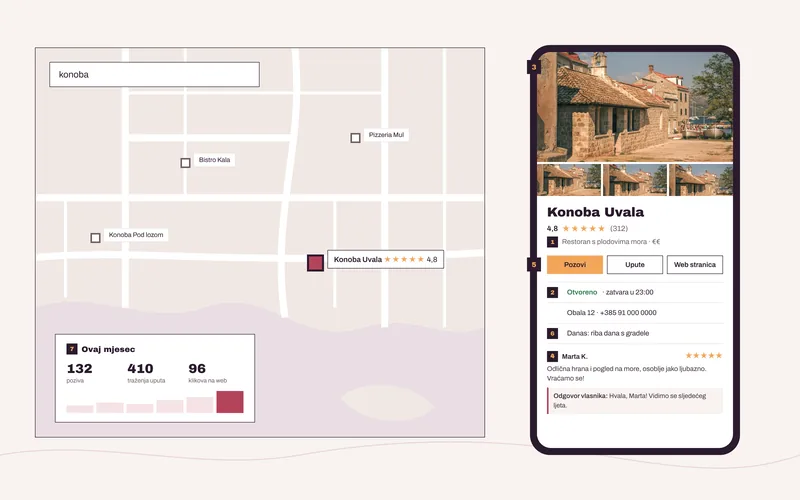 konoba
Pizzeria Mul
Bistro Kala
Konoba Pod lozom
Konoba Uvala ★★★★★ 4,8
7 Ovaj mjesec
132 410 96
poziva traženja uputa klikova na web
3
Konoba Uvala
4,8 ★★★★★ (312)
1 Restoran s plodovima mora · €€
5 Pozovi Upute Web stranica
2 Otvoreno · zatvara u 23:00
Obala 12 · +385 91 000 0000
6 Danas: riba dana s gradele
4 Marta K. ★★★★★
Odlična hrana i pogled na more, osoblje jako ljubazno.
Vraćamo se!
Odgovor vlasnika: Hvala, Marta! Vidimo se sljedećeg
ljeta.